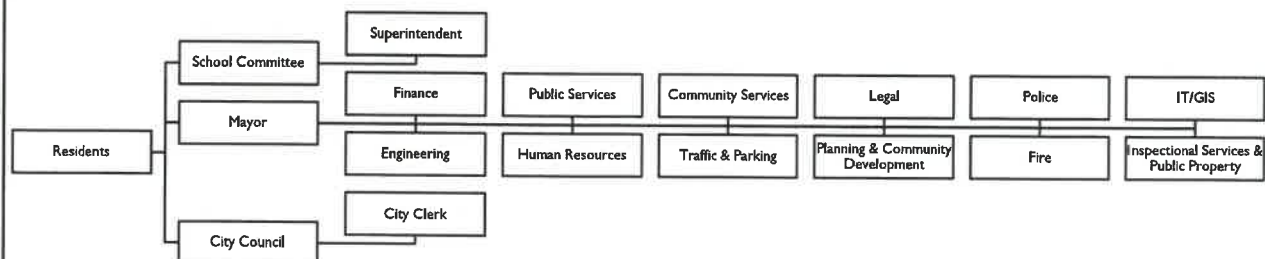 Superintendent
School Committee
Finance
Public Services
Community Services
Legal
Police
IT/GIS
Mayor
Residents
Engineering
Human Resources
Traffic & Parking
Planning & Community
Development
Fire
Inspectional Services &
Public Property
City Clerk
City Council